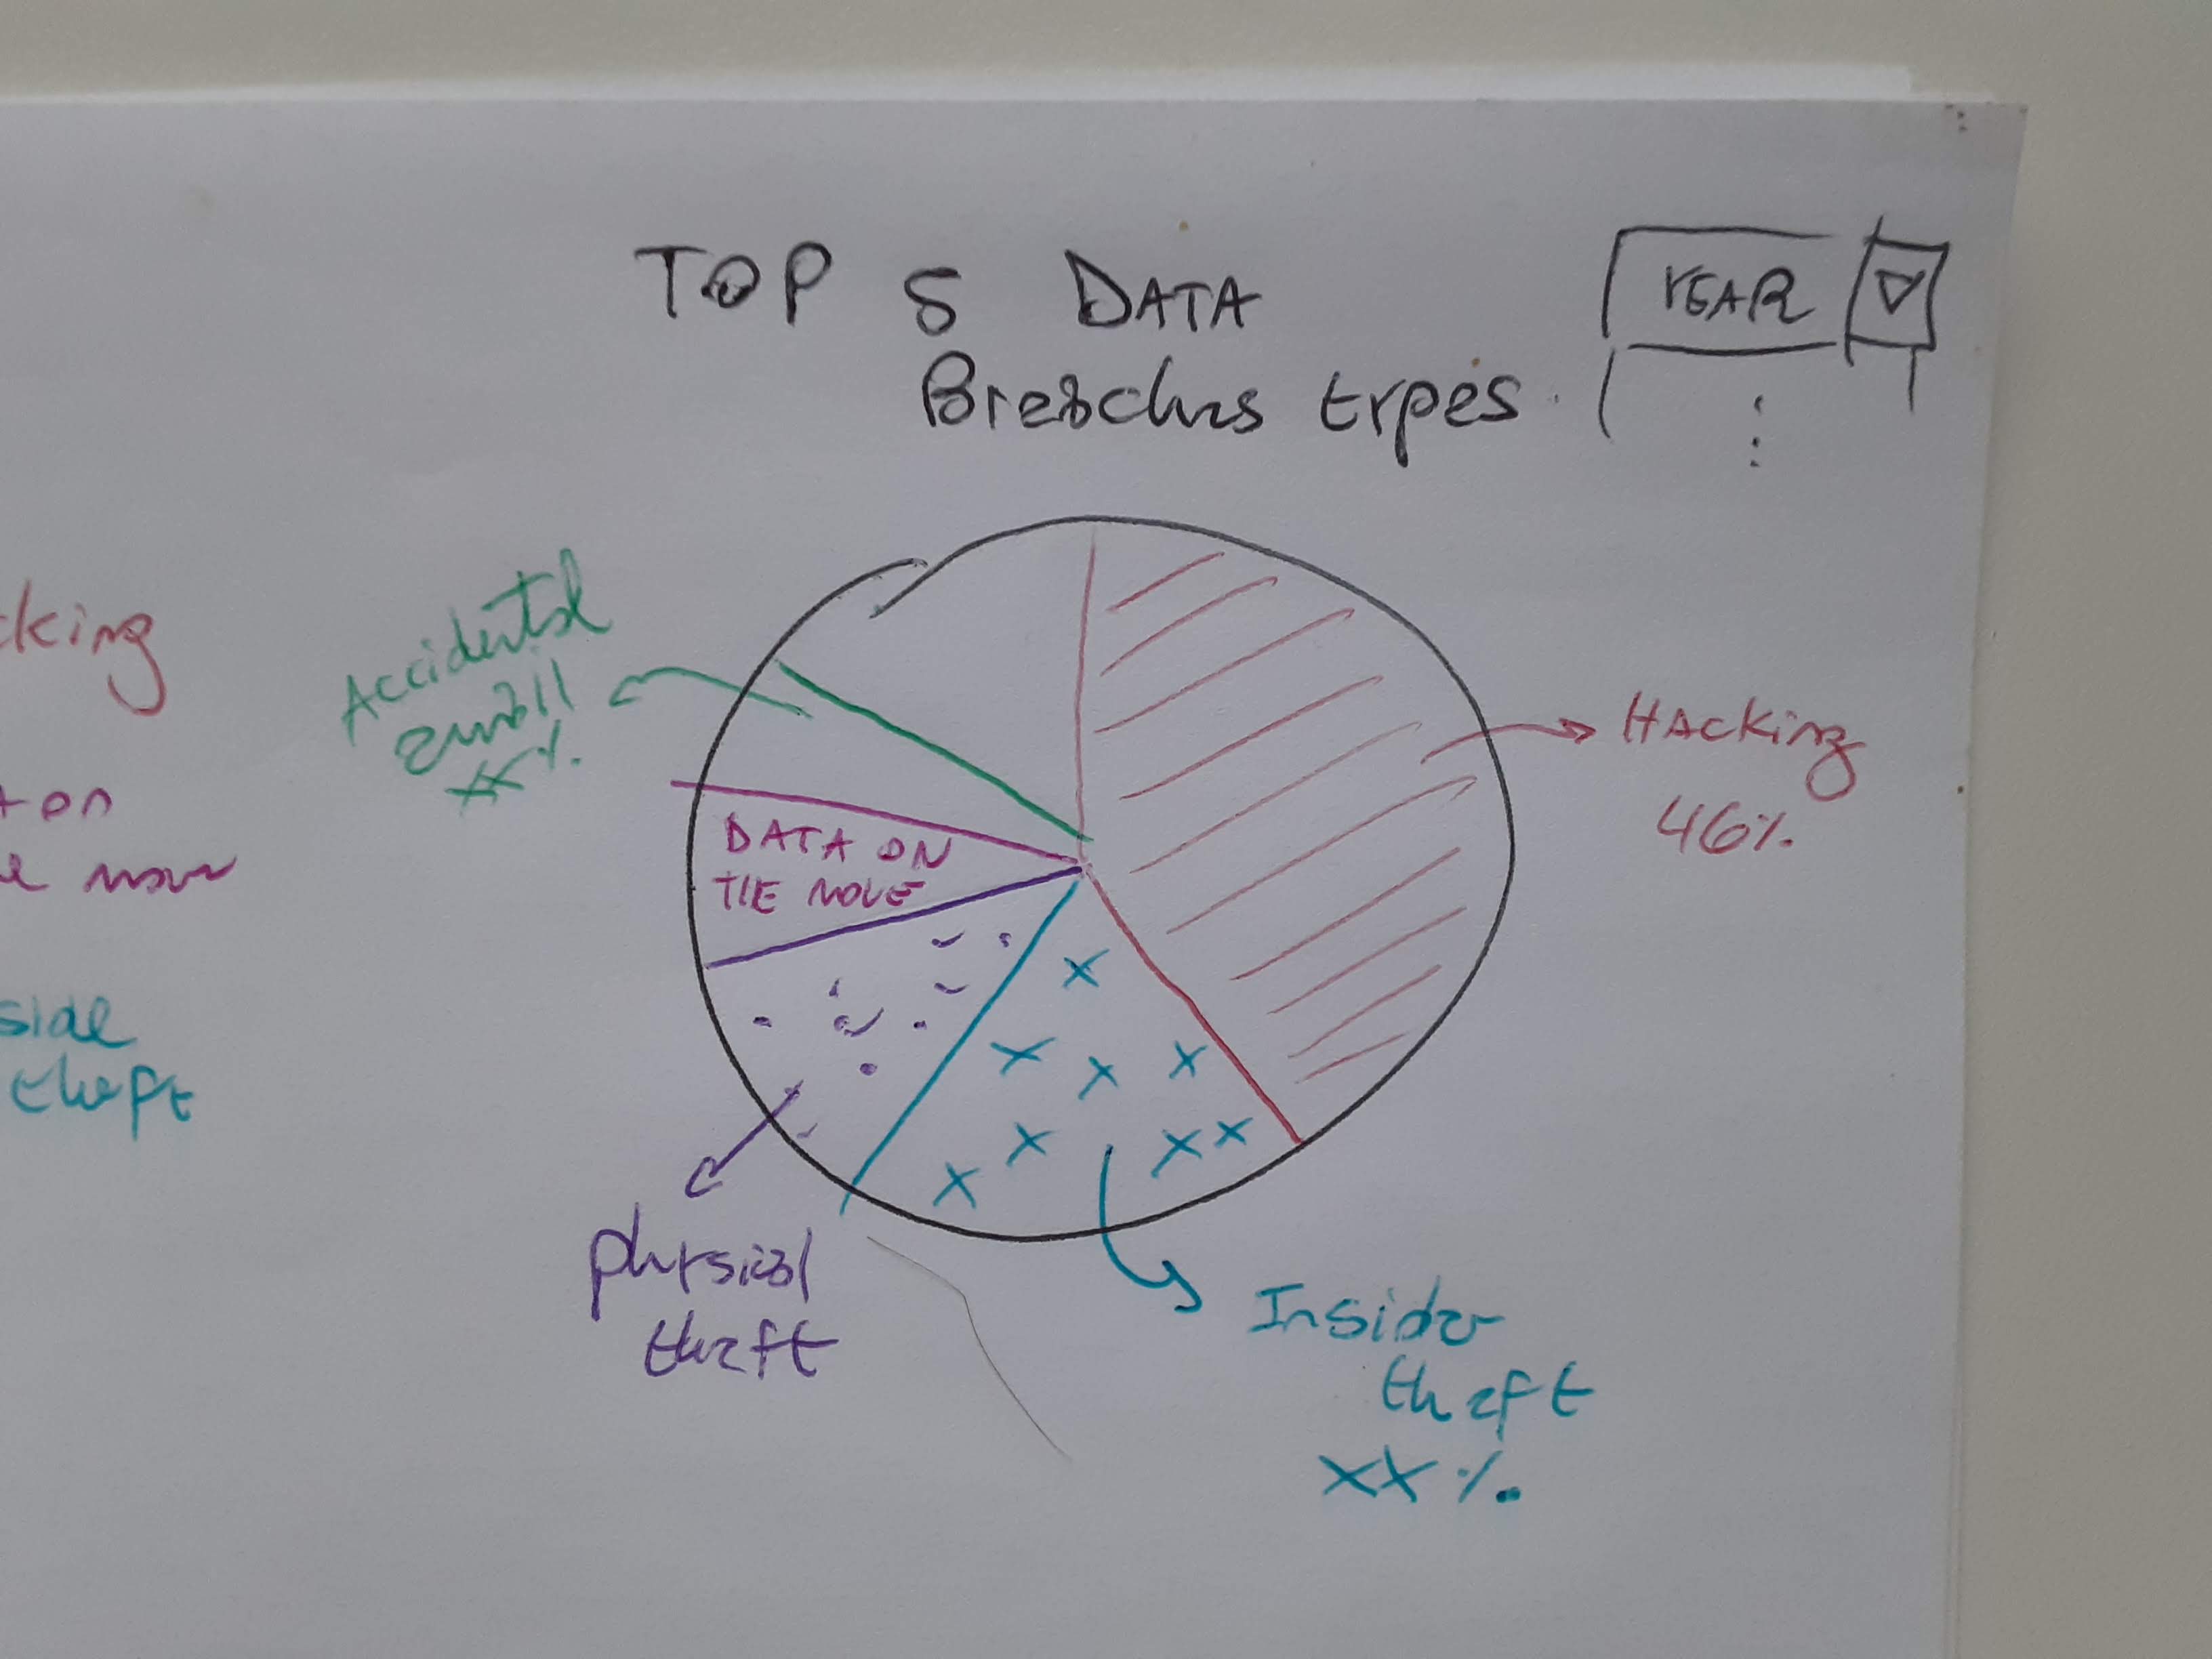 TOP 5 DATA
Breaches types.
YEAR
cking
on
move
side
theft
Accidental
email
xx%
DATA ON
THE MOVE
Hacking
46%
physical
theft
Insider
theft
XX%